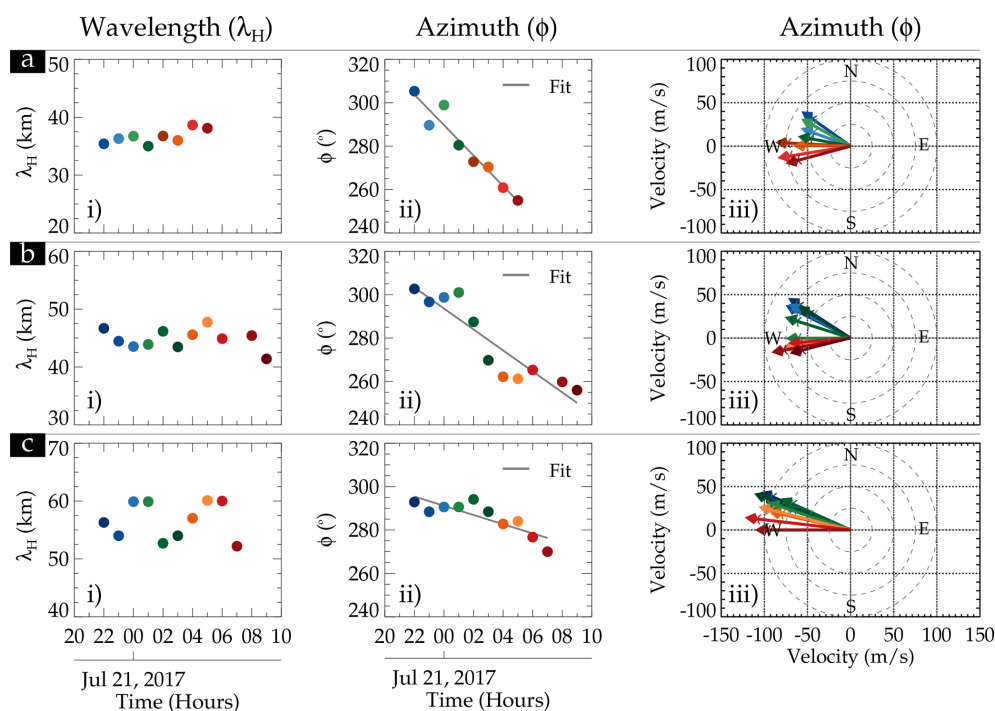 Wavelength (λH) Azimuth (ϕ) Azimuth (ϕ)
a
50
40
30
20
λH (km)
i)
320
300
280
260
240
ϕ (°)
Fit
ii)
100
50
0
-50
-100
Velocity (m/s)
N
W
E
S
iii)
b
60
50
40
30
λH (km)
i)
320
300
280
260
240
ϕ (°)
Fit
ii)
100
50
0
-50
-100
Velocity (m/s)
N
W
E
S
iii)
c
70
60
50
40
λH (km)
i)
20 22 00 02 04 06 08 10
Jul 21, 2017
Time (Hours)
320
300
280
260
240
ϕ (°)
Fit
ii)
20 22 00 02 04 06 08 10
Jul 21, 2017
Time (Hours)
100
50
0
-50
-100
Velocity (m/s)
N
W
E
S
iii)
-150 -100 -50 0 50 100 150
Velocity (m/s)